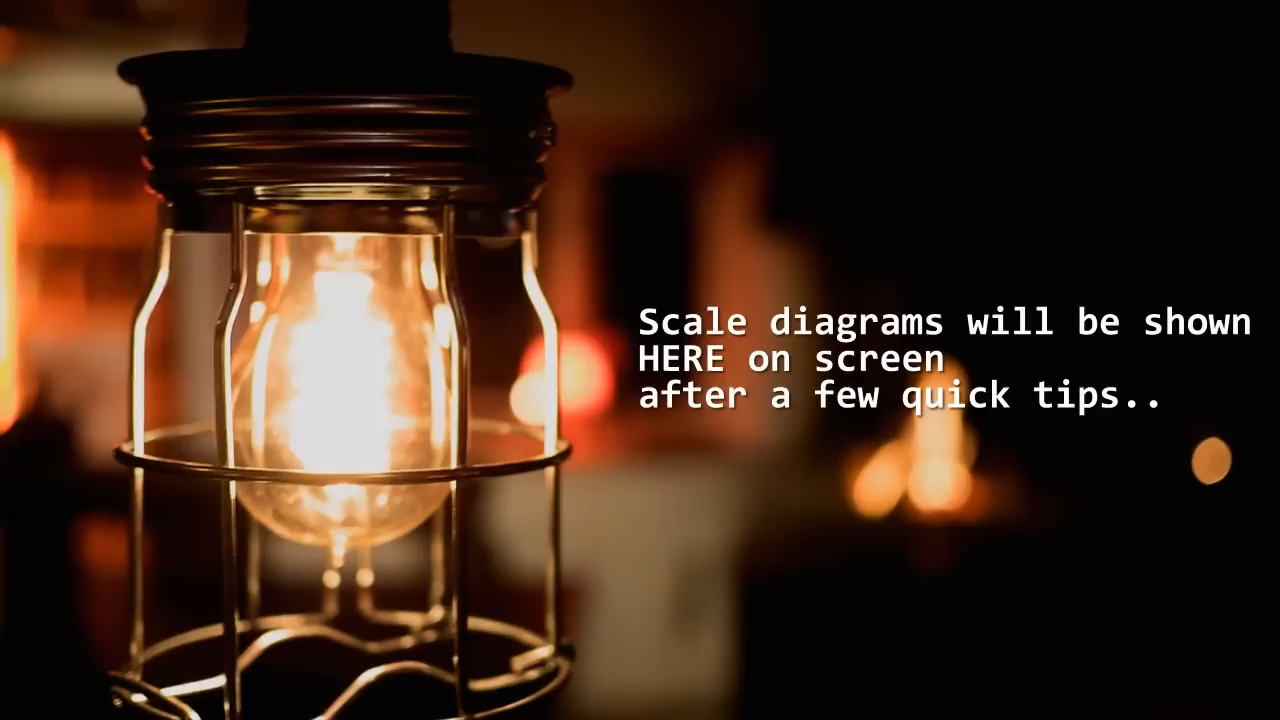 Scale diagrams will be shown
HERE on screen
after a few quick tips..